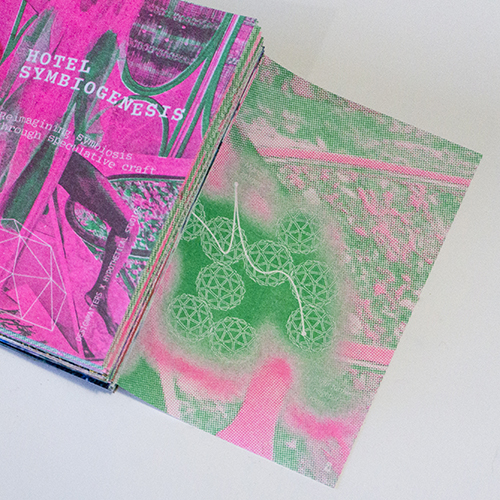 HOTEL
SYMBIOGENESIS
Reimagining symbiosis
through speculative craft